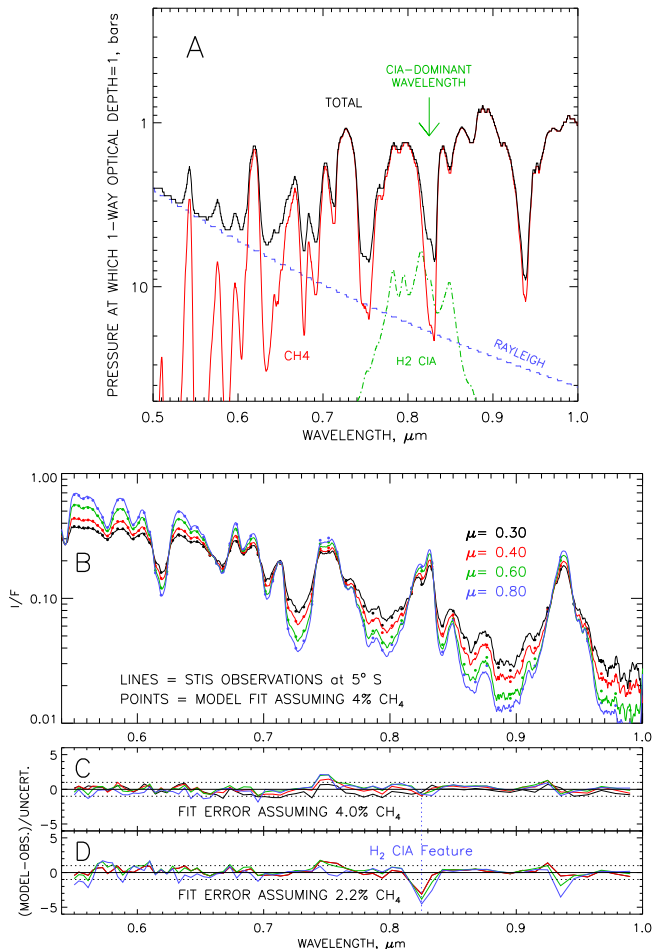 A
PRESSURE AT WHICH 1-WAY OPTICAL DEPTH=1, bars
1
10
TOTAL
CIA-DOMINANT
WAVELENGTH
CH4
H2 CIA
RAYLEIGH
0.5 0.6 0.7 0.8 0.9 1.0
WAVELENGTH, μm
B
I/F
1.00
0.10
0.01
μ= 0.30
μ= 0.40
μ= 0.60
μ= 0.80
LINES = STIS OBSERVATIONS at 5° S
POINTS = MODEL FIT ASSUMING 4% CH₄
0.6 0.7 0.8 0.9 1.0
(MODEL-OBS.)/UNCERT.
C
5
0
-5
FIT ERROR ASSUMING 4.0% CH₄
D
5
0
-5
H₂ CIA Feature
FIT ERROR ASSUMING 2.2% CH₄
0.6 0.7 0.8 0.9 1.0
WAVELENGTH, μm